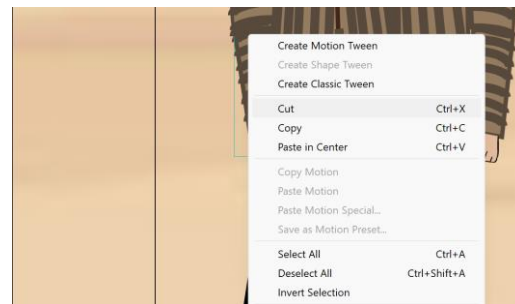 Create Motion Tween
Create Shape Tween
Create Classic Tween
Cut Ctrl+X
Copy Ctrl+C
Paste in Center Ctrl+V
Copy Motion
Paste Motion
Paste Motion Special...
Save as Motion Preset...
Select All Ctrl+A
Deselect All Ctrl+Shift+A
Invert Selection